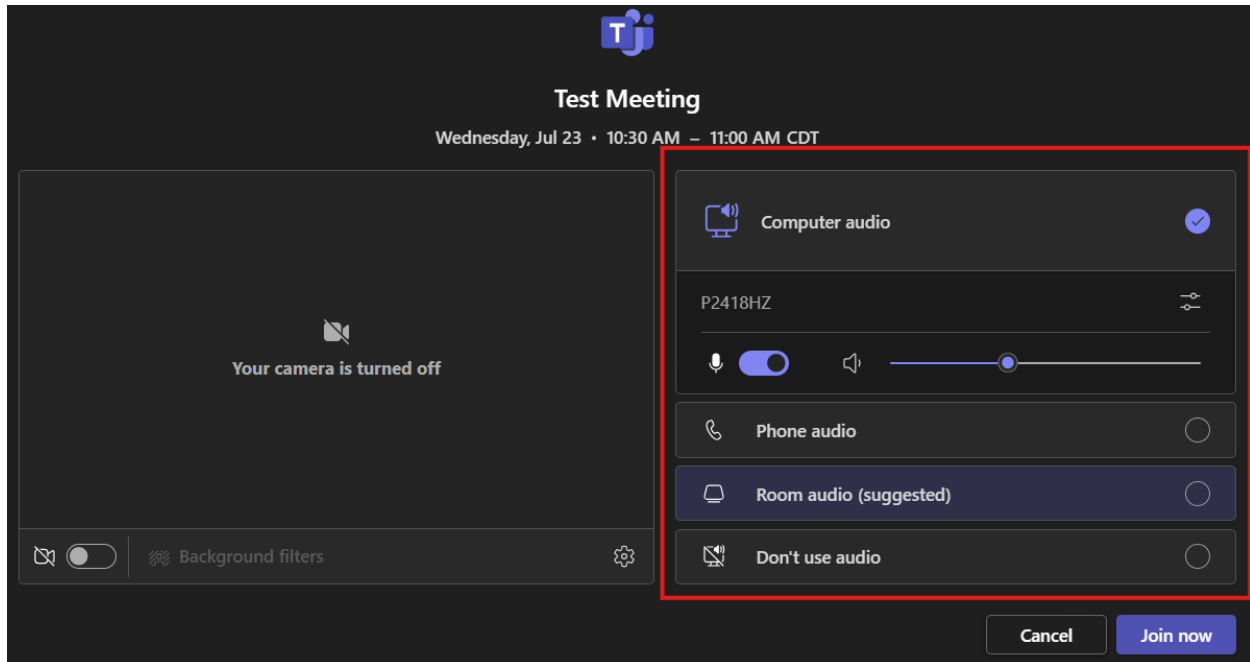 T
Test Meeting
Wednesday, Jul 23 • 10:30 AM – 11:00 AM CDT
Your camera is turned off
Background filters
Computer audio
P2418HZ
Phone audio
Room audio (suggested)
Don't use audio
Cancel
Join now